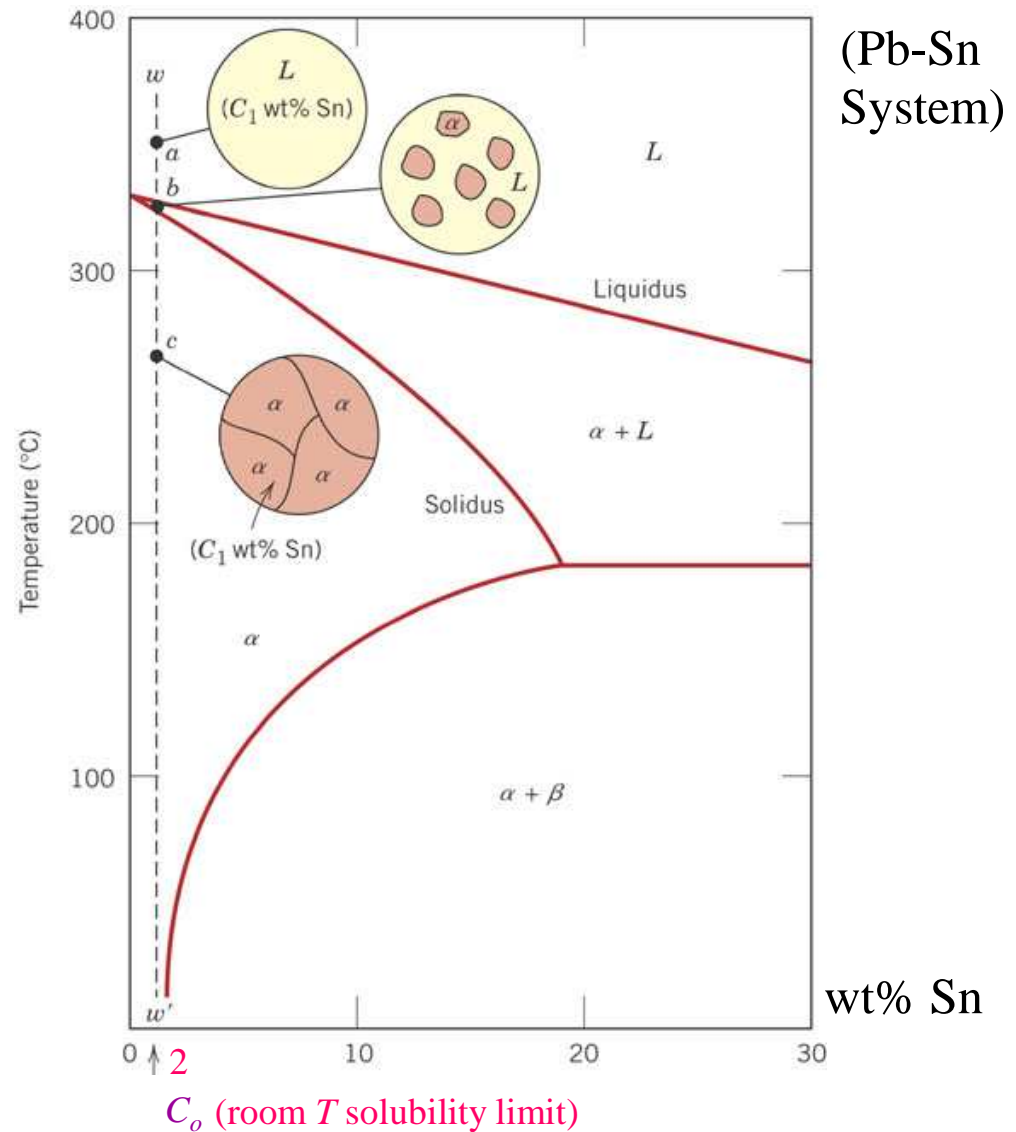 400
(Pb-Sn
System)
w
L
(C₁ wt% Sn)
α
L
L
a
b
300
Liquidus
c
α
α
α + L
α
α
Solidus
200
(C₁ wt% Sn)
Temperature (°C)
α
100
α + β
wt% Sn
w′
0
2
10
20
30
Cₒ (room T solubility limit)